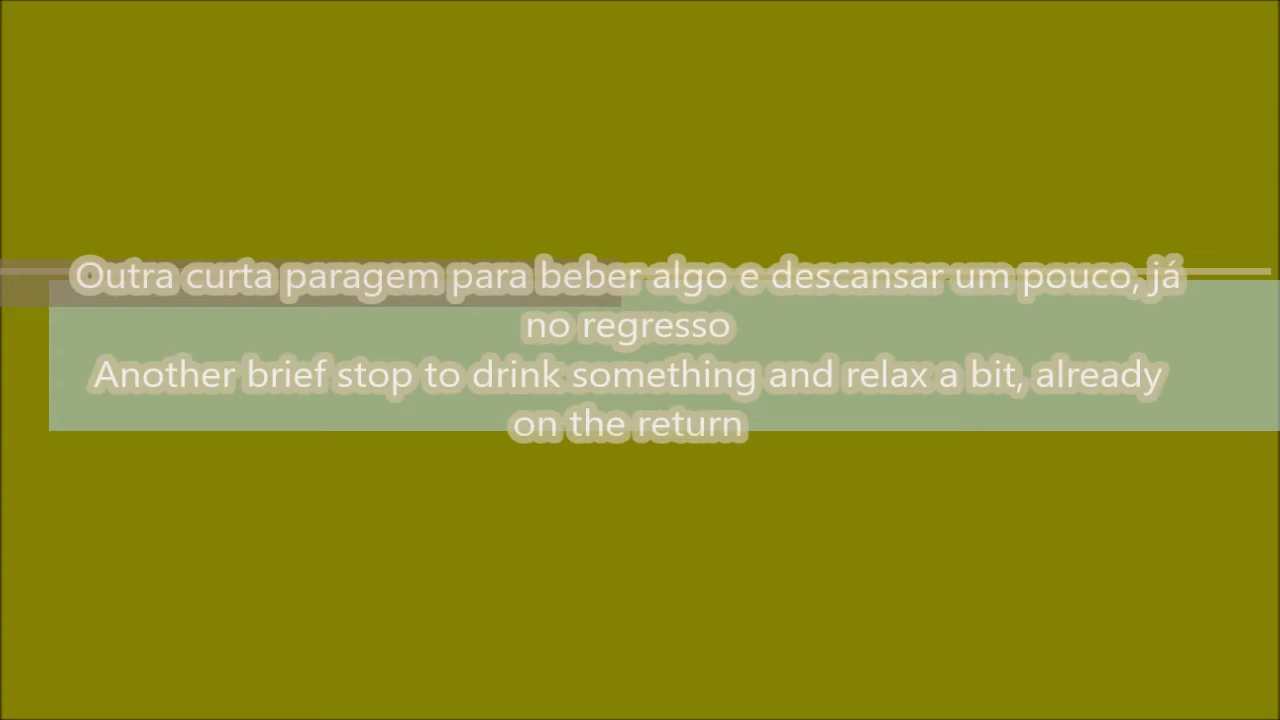 Outra curta paragem para beber algo e descansar um pouco, já
no regresso
Another brief stop to drink something and relax a bit, already
on the return